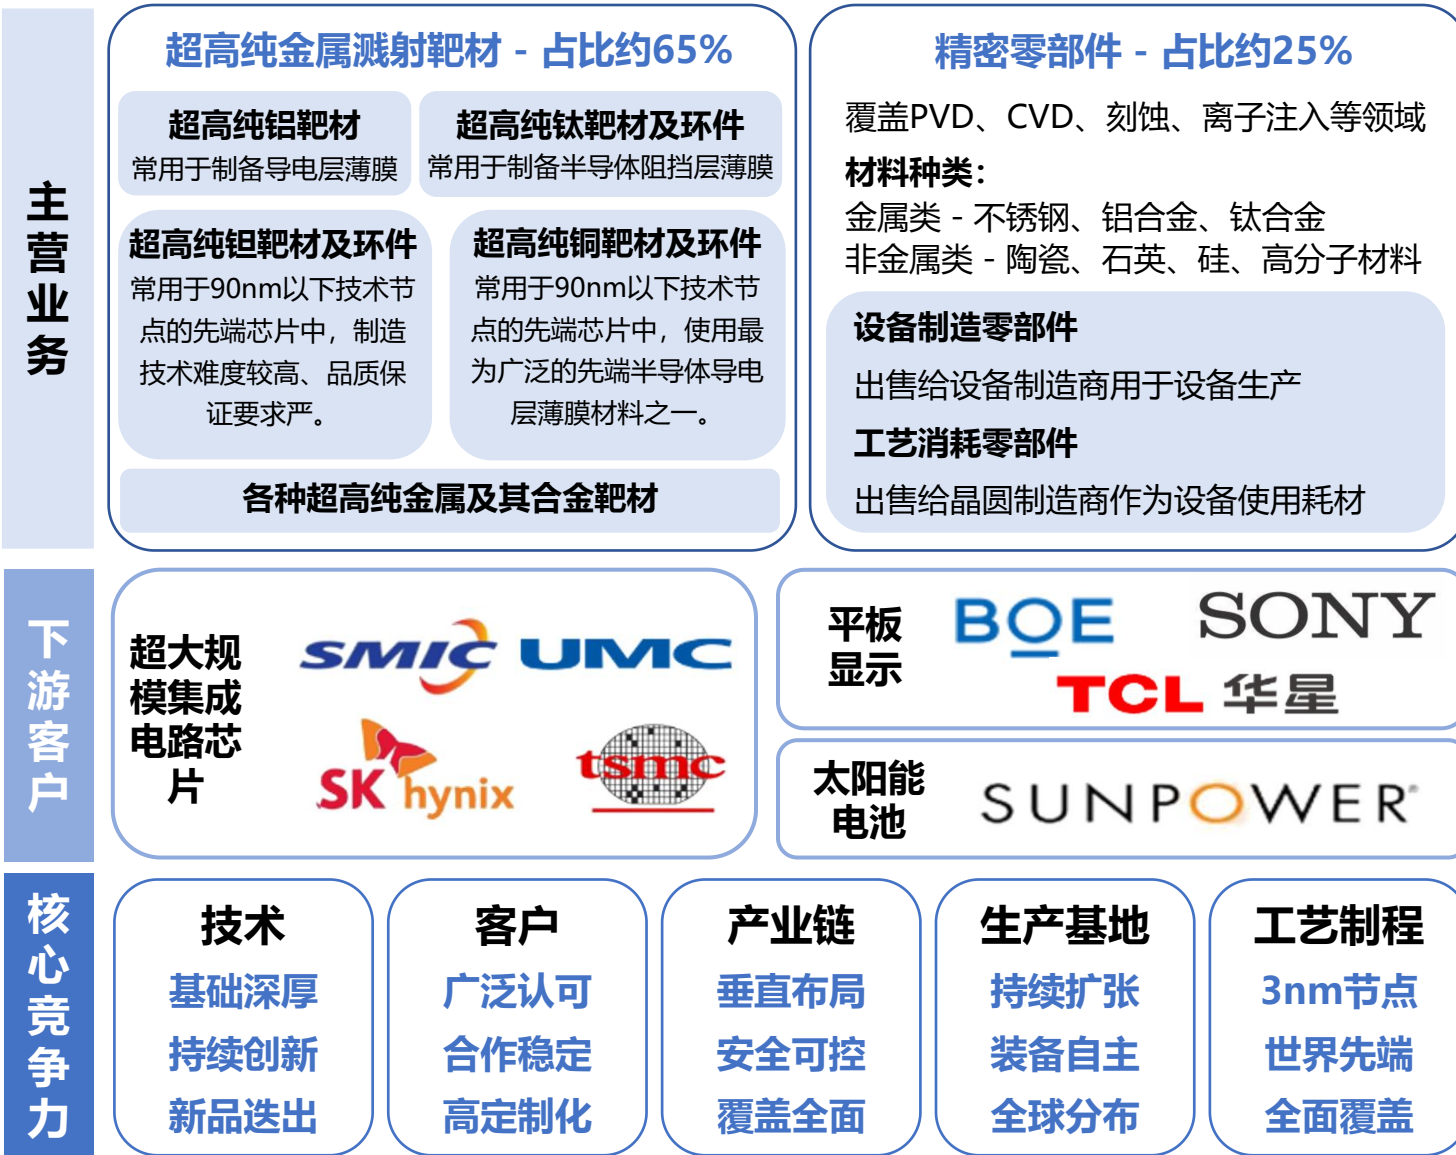 主营业务
超高纯金属溅射靶材 - 占比约65%
超高纯铝靶材
常用于制备导电层薄膜
超高纯钛靶材及环件
常用于制备半导体阻挡层薄膜
超高纯钽靶材及环件
常用于90nm以下技术节
点的先端芯片中，制造
技术难度较高、品质保
证要求严。
超高纯铜靶材及环件
常用于90nm以下技术节
点的先端芯片中，使用最
为广泛的先端半导体导电
层薄膜材料之一。
各种超高纯金属及其合金靶材
精密零部件 - 占比约25%
覆盖PVD、CVD、刻蚀、离子注入等领域
材料种类：
金属类 - 不锈钢、铝合金、钛合金
非金属类 - 陶瓷、石英、硅、高分子材料
设备制造零部件
出售给设备制造商用于设备生产
工艺消耗零部件
出售给晶圆制造商作为设备使用耗材
下游客户
超大规
模集成
电路芯
片
SMIC
UMC
SK hynix
tsmc
平板
显示
BOE
SONY
TCL 华星
太阳能
电池
SUNPOWER®
核心竞争力
技术
基础深厚
持续创新
新品迭出
客户
广泛认可
合作稳定
高定制化
产业链
垂直布局
安全可控
覆盖全面
生产基地
持续扩张
装备自主
全球分布
工艺制程
3nm节点
世界先端
全面覆盖